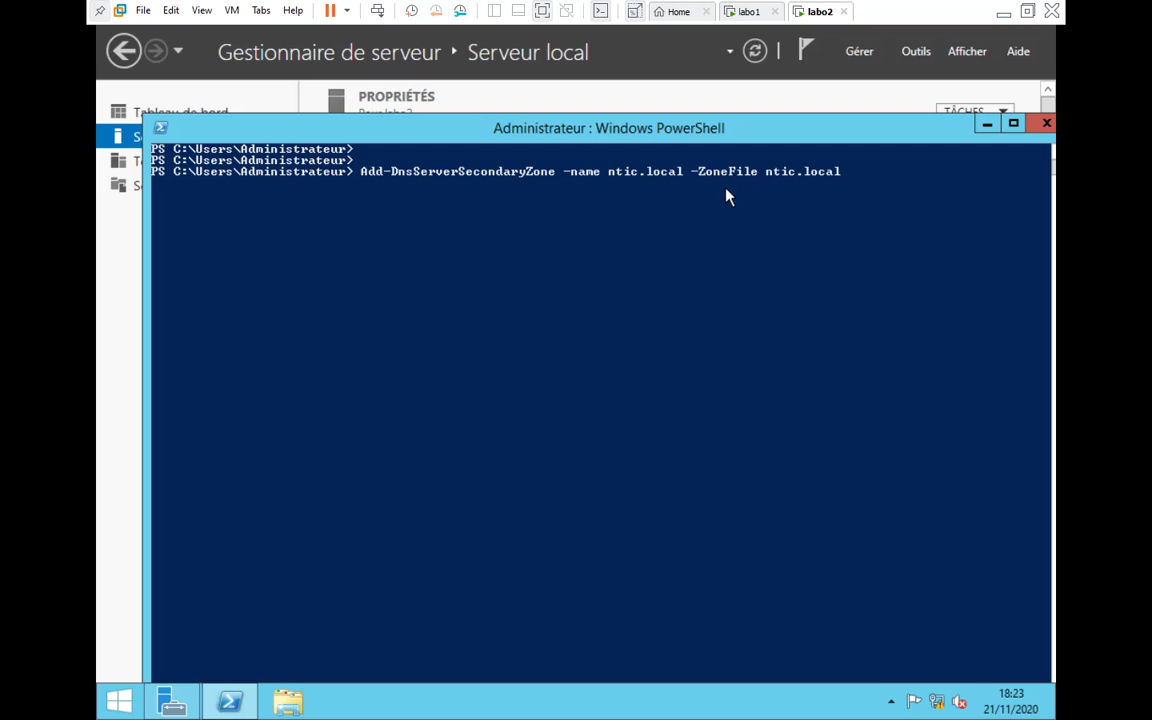 File Edit View VM Tabs Help Home labo1 labo2
Gestionnaire de serveur Serveur local Gérer Outils Afficher Aide
PROPRIÉTÉS
TÂCHES
Administrateur : Windows PowerShell
PS C:\Users\Administrateur>
PS C:\Users\Administrateur>
PS C:\Users\Administrateur> Add-DnsServerSecondaryZone -name ntic.local -ZoneFile ntic.local
18:23
21/11/2020